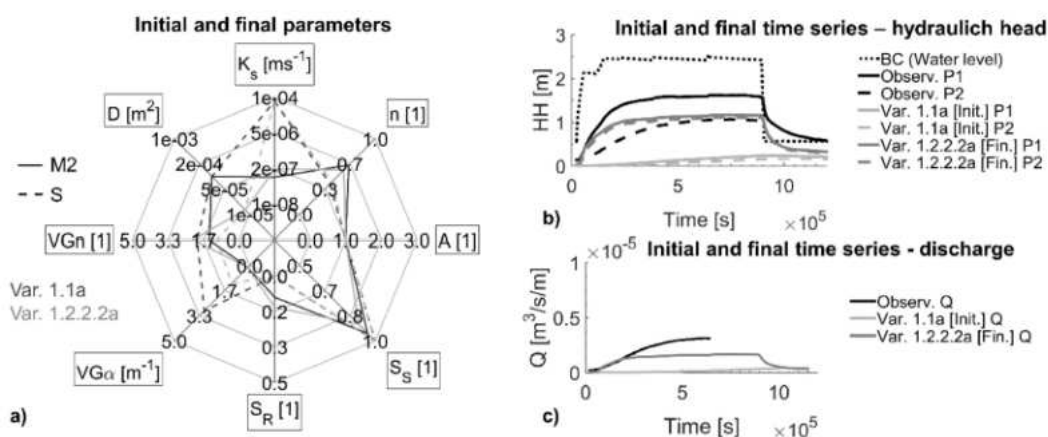 Initial and final parameters
Ks [ms-1]
1e-04
D [m2]
n [1]
1e-03
5e-06
1.0
M2
S
2e-04
2e-07
0.7
5e-05
0.3
1e-08
1e-05
0.0
VGn [1]
5.0 3.3 1.7 0.0 0.0 1.0 2.0 3.0
A [1]
0.0 0.0 0.5
Var. 1.1a
Var. 1.2.2.2a
1.7
0.7
3.3
0.2
0.8
5.0
0.3
1.0
VGα [m-1]
SS [1]
0.5
SR [1]
a)
Initial and final time series – hydraulich head
3
2
1
0
HH [m]
0 5 10
Time [s]
×10^5
BC (Water level)
Observ. P1
Observ. P2
Var. 1.1a [Init.] P1
Var. 1.1a [Init.] P2
Var. 1.2.2.2a [Fin.] P1
Var. 1.2.2.2a [Fin.] P2
b)
Initial and final time series - discharge
×10^-5
1
0.5
0
Q [m3/s/m]
0 5 10
Time [s]
×10^5
Observ. Q
Var. 1.1a [Init.] Q
Var. 1.2.2.2a [Fin.] Q
c)